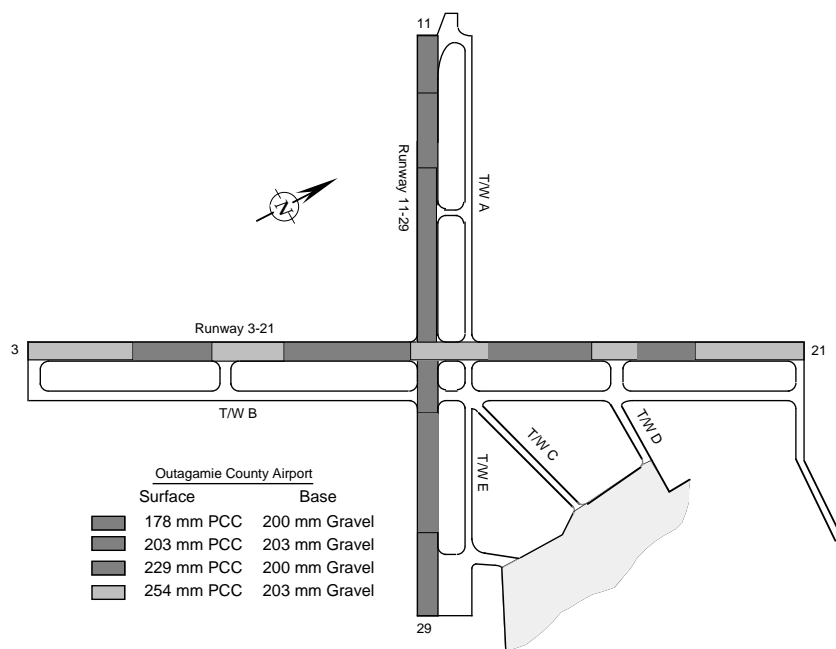 11
Runway 11-29
T/W A
N
Runway 3-21
3
21
T/W B
T/W C
T/W D
T/W E
Outagamie County Airport
Surface Base
178 mm PCC 200 mm Gravel
203 mm PCC 203 mm Gravel
229 mm PCC 200 mm Gravel
254 mm PCC 203 mm Gravel
29